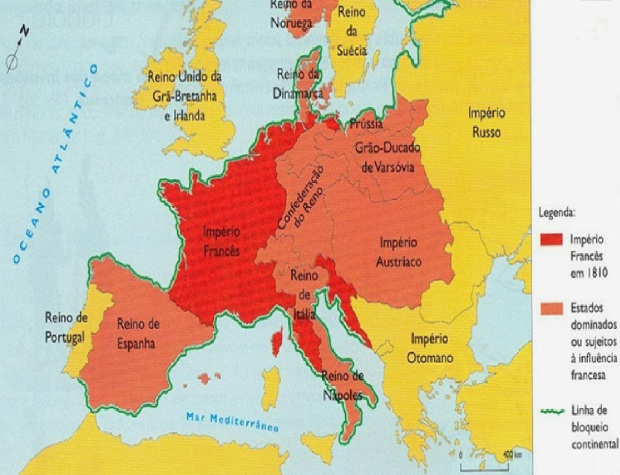 Reino da
Noruega
Reino
da
Suécia
N
Reino Unido da
Grã-Bretanha
e Irlanda
Reino da
Dinamarca
OCEANO ATLÂNTICO
Império
Russo
Prússia
Grão-Ducado
de Varsóvia
Confederação
do Reno
Império
Francês
Império
Austriaco
Reino
de
Itália
Reino de
Portugal
Reino de
Espanha
Império
Otomano
Reino de
Nápoles
Mar Mediterrâneo
Legenda:
Império
Francês
em 1810
Estados
dominados
ou sujeitos
à influência
francesa
Linha de
bloqueio
continental
0
400 km